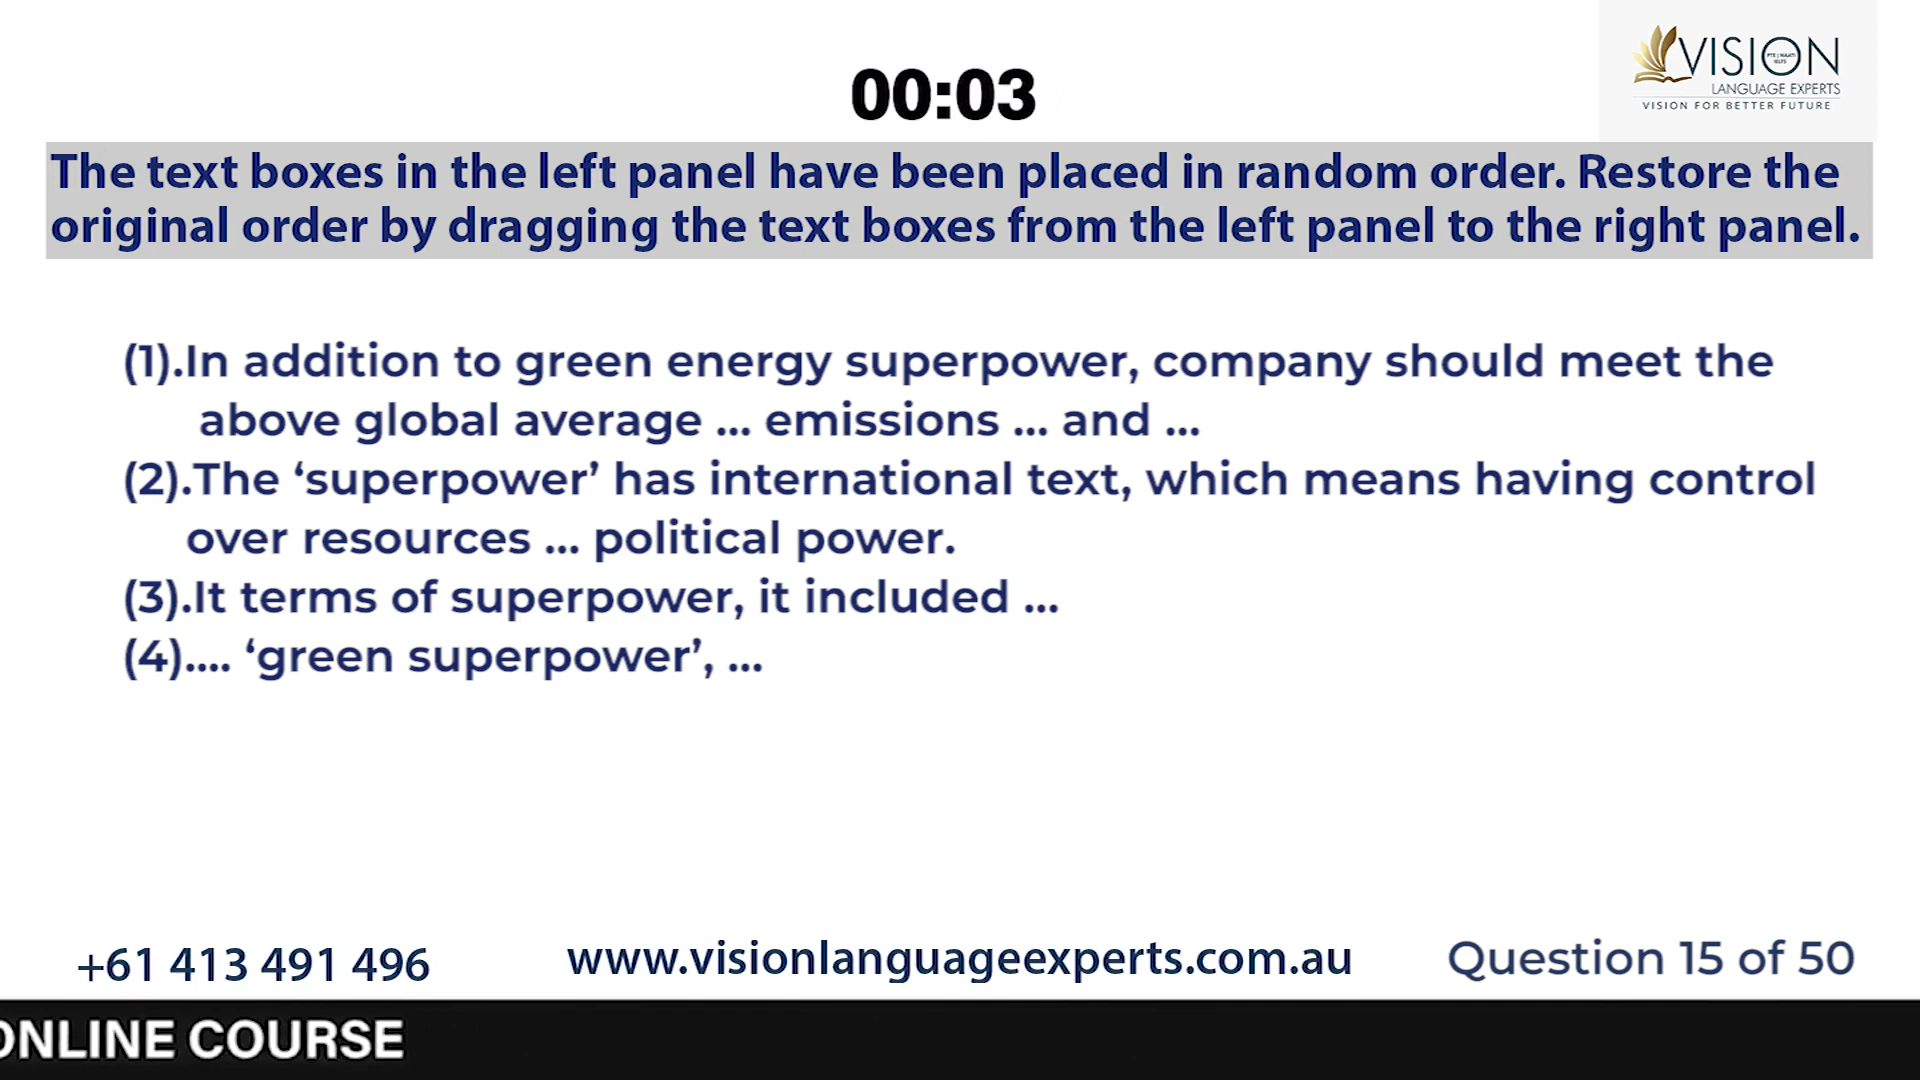 VISION
PTE | NAATI
IELTS
LANGUAGE EXPERTS
VISION FOR BETTER FUTURE
00:03
The text boxes in the left panel have been placed in random order. Restore the
original order by dragging the text boxes from the left panel to the right panel.
(1).In addition to green energy superpower, company should meet the
above global average ... emissions ... and ...
(2).The ‘superpower’ has international text, which means having control
over resources ... political power.
(3).It terms of superpower, it included ...
(4).... ‘green superpower’, ...
+61 413 491 496
www.visionlanguageexperts.com.au
Question 15 of 50
ONLINE COURSE